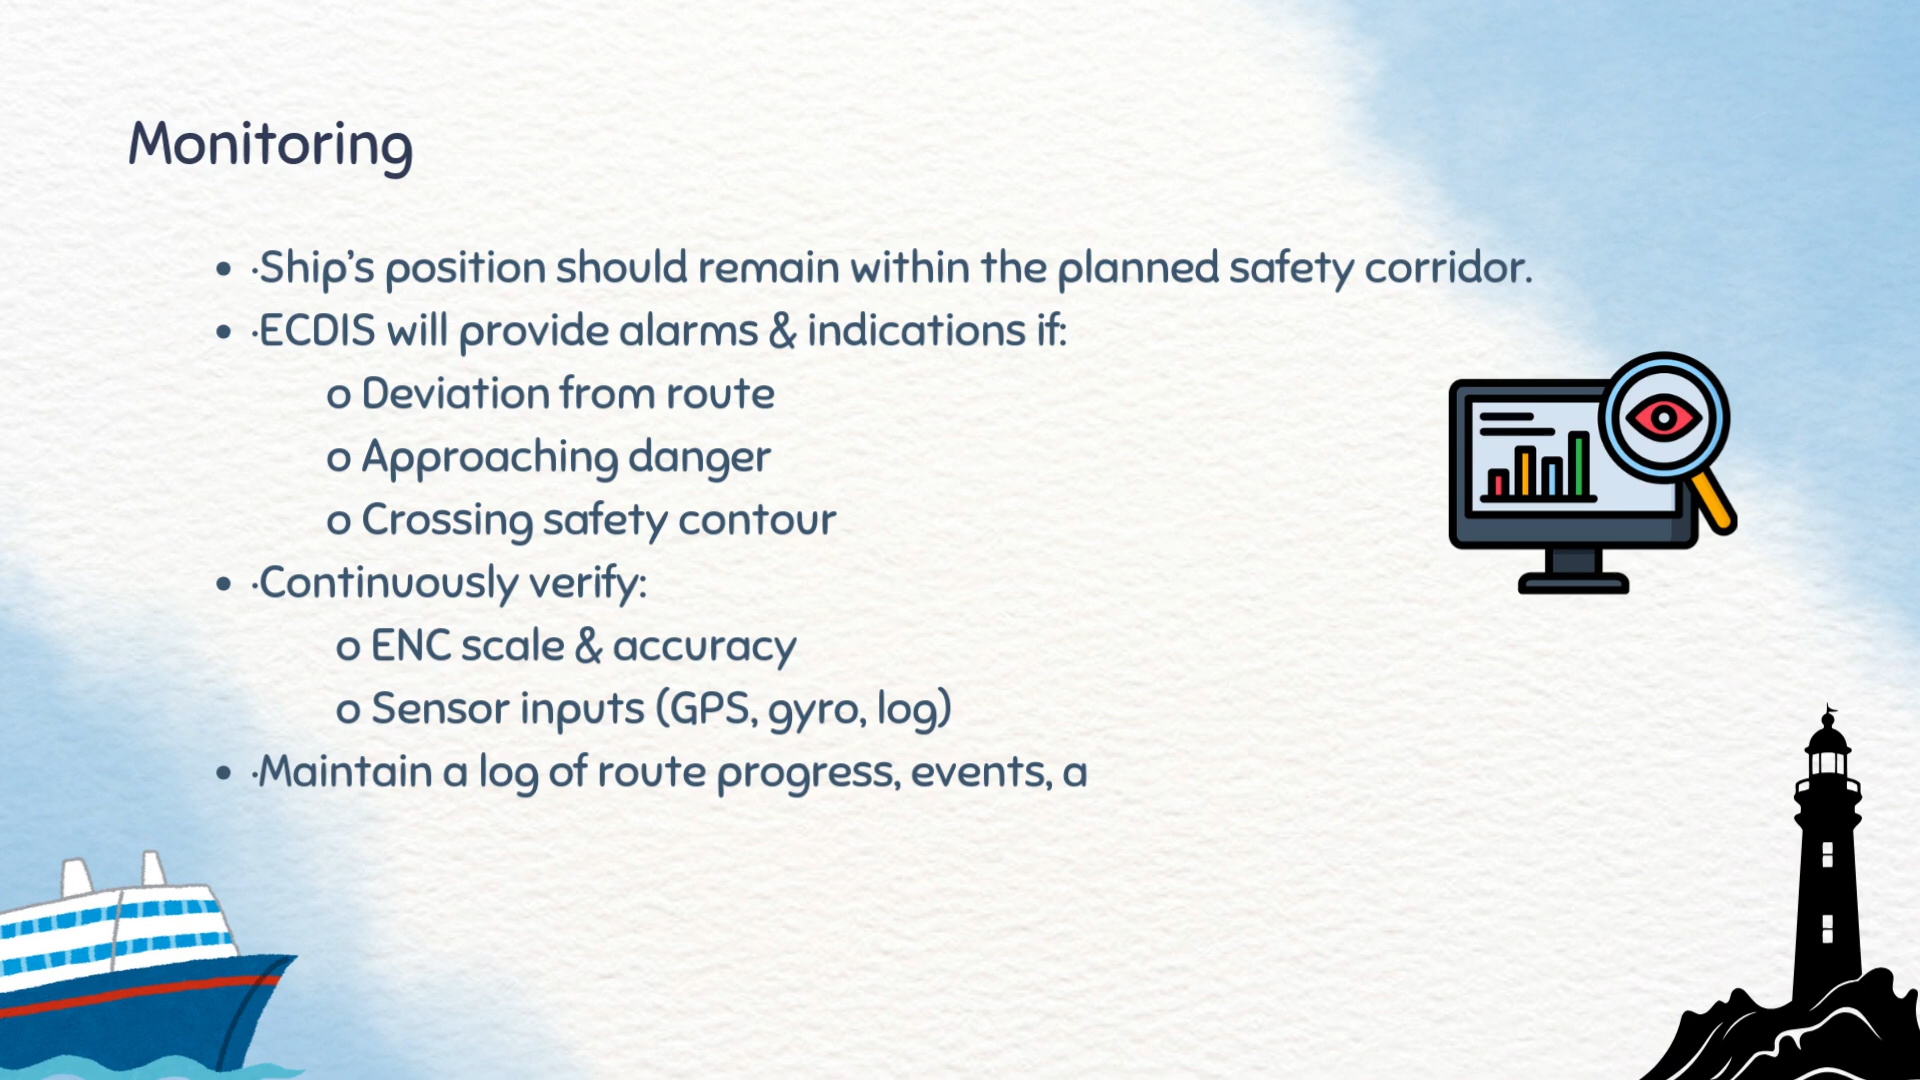 Monitoring
• ·Ship's position should remain within the planned safety corridor.
• ·ECDIS will provide alarms & indications if:
o Deviation from route
o Approaching danger
o Crossing safety contour
• ·Continuously verify:
o ENC scale & accuracy
o Sensor inputs (GPS, gyro, log)
• ·Maintain a log of route progress, events, a